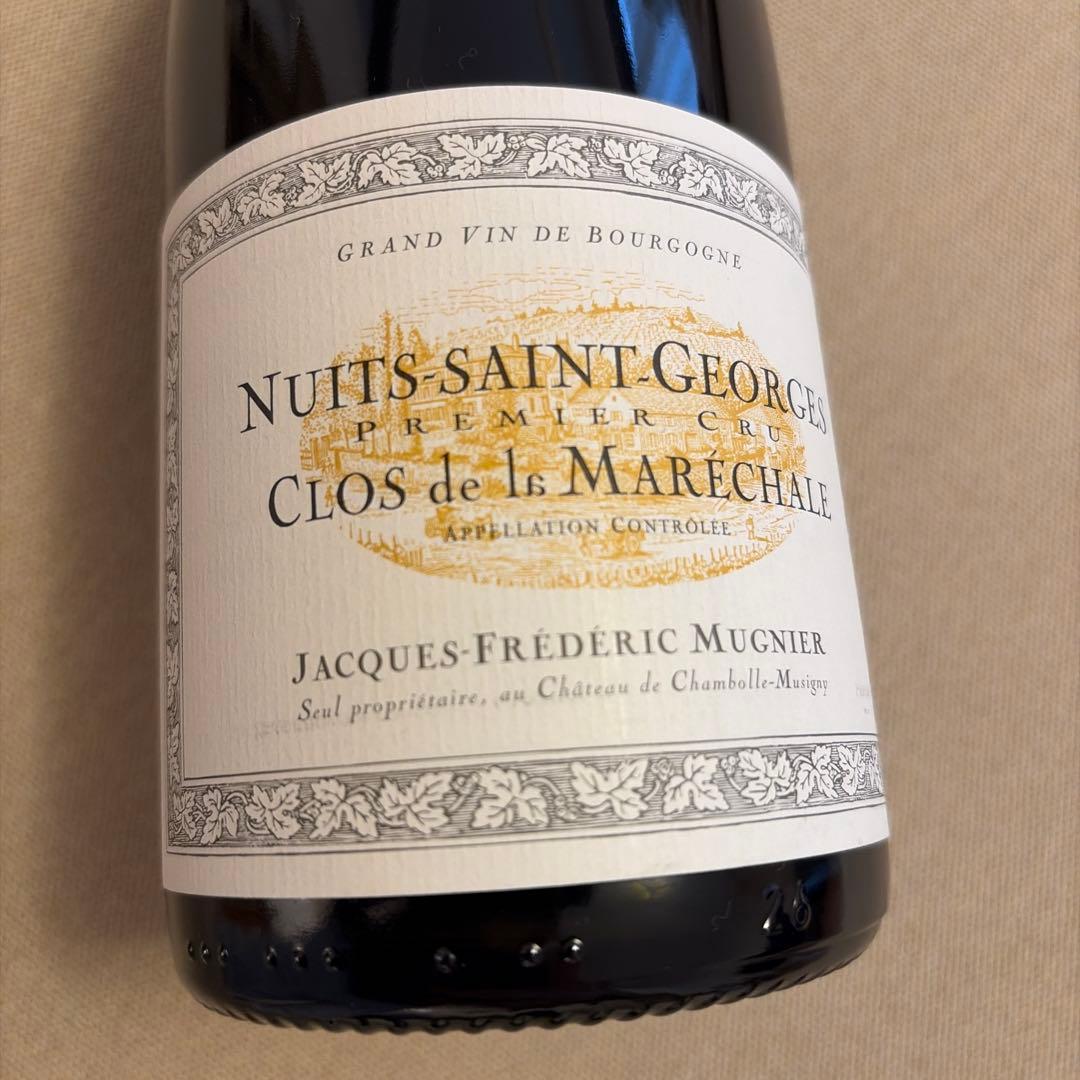 GRAND VIN DE BOURGOGNE
NUITS-SAINT-GEORGES
PREMIER CRU
CLOS de la MARÉCHALE
APPELLATION CONTRÔLÉE
JACQUES-FRÉDÉRIC MUGNIER
Seul propriétaire, au Château de Chambolle-Musigny
26